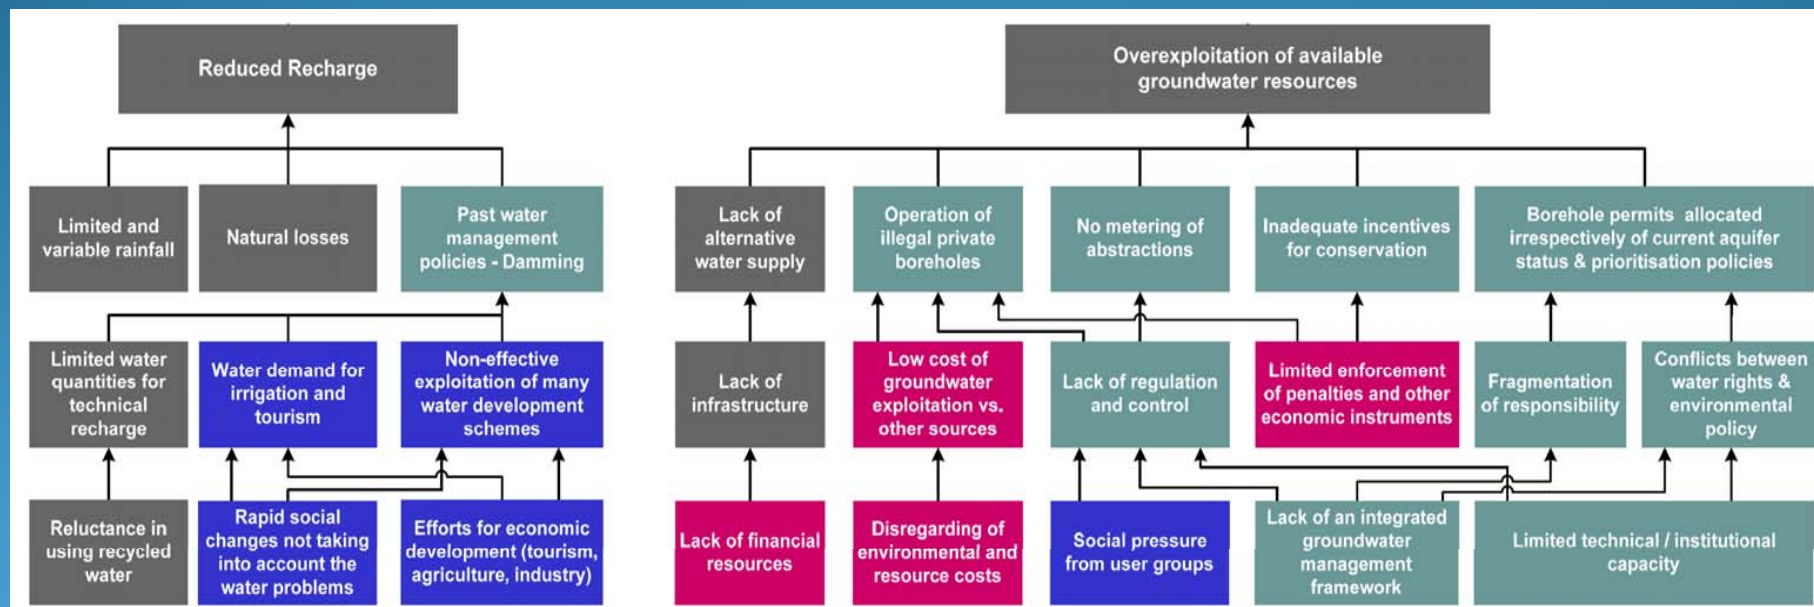 Reduced Recharge
Overexploitation of available
groundwater resources
Limited and
variable rainfall
Natural losses
Past water
management
policies - Damming
Lack of
alternative
water supply
Operation of
illegal private
boreholes
No metering of
abstractions
Inadequate incentives
for conservation
Borehole permits allocated
irrespectively of current aquifer
status & prioritisation policies
Limited water
quantities for
technical
recharge
Water demand for
irrigation and
tourism
Non-effective
exploitation of many
water development
schemes
Lack of
infrastructure
Low cost of
groundwater
exploitation vs.
other sources
Lack of regulation
and control
Limited enforcement
of penalties and other
economic instruments
Fragmentation
of responsibility
Conflicts between
water rights &
environmental
policy
Reluctance in
using recycled
water
Rapid social
changes not taking
into account the
water problems
Efforts for economic
development (tourism,
agriculture, industry)
Lack of financial
resources
Disregarding of
environmental and
resource costs
Social pressure
from user groups
Lack of an integrated
groundwater
management
framework
Limited technical / institutional
capacity